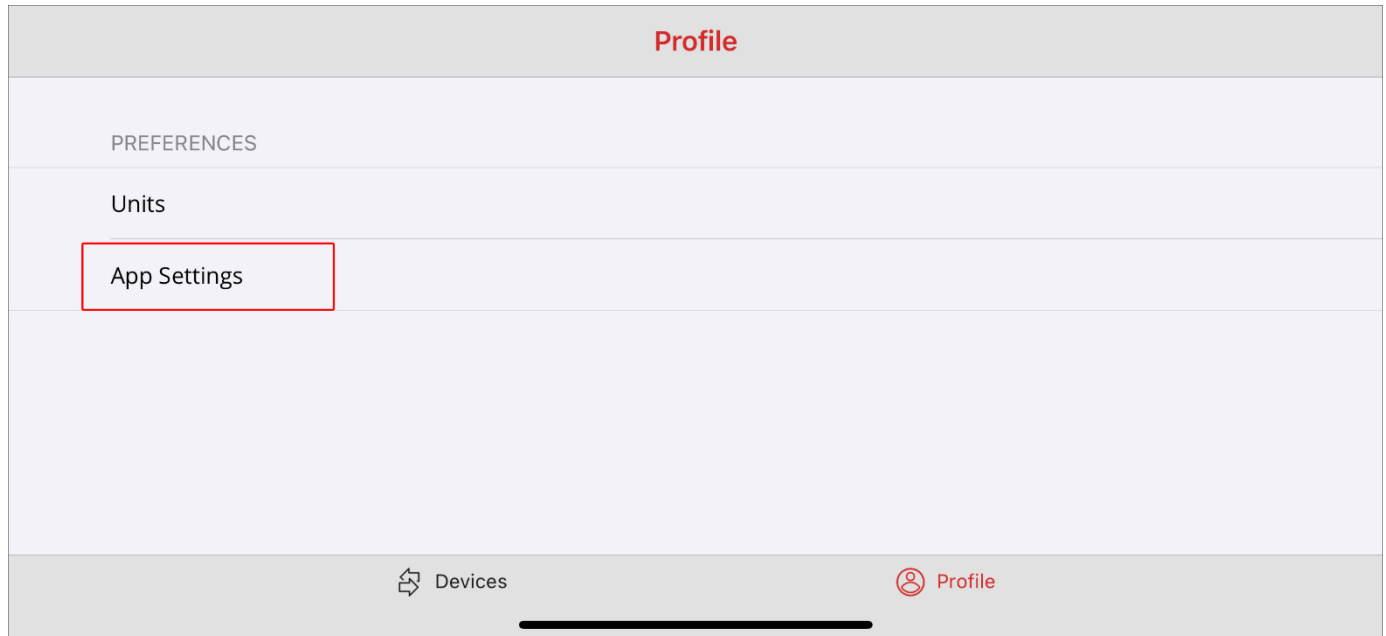 Profile
PREFERENCES
Units
App Settings
Devices
Profile